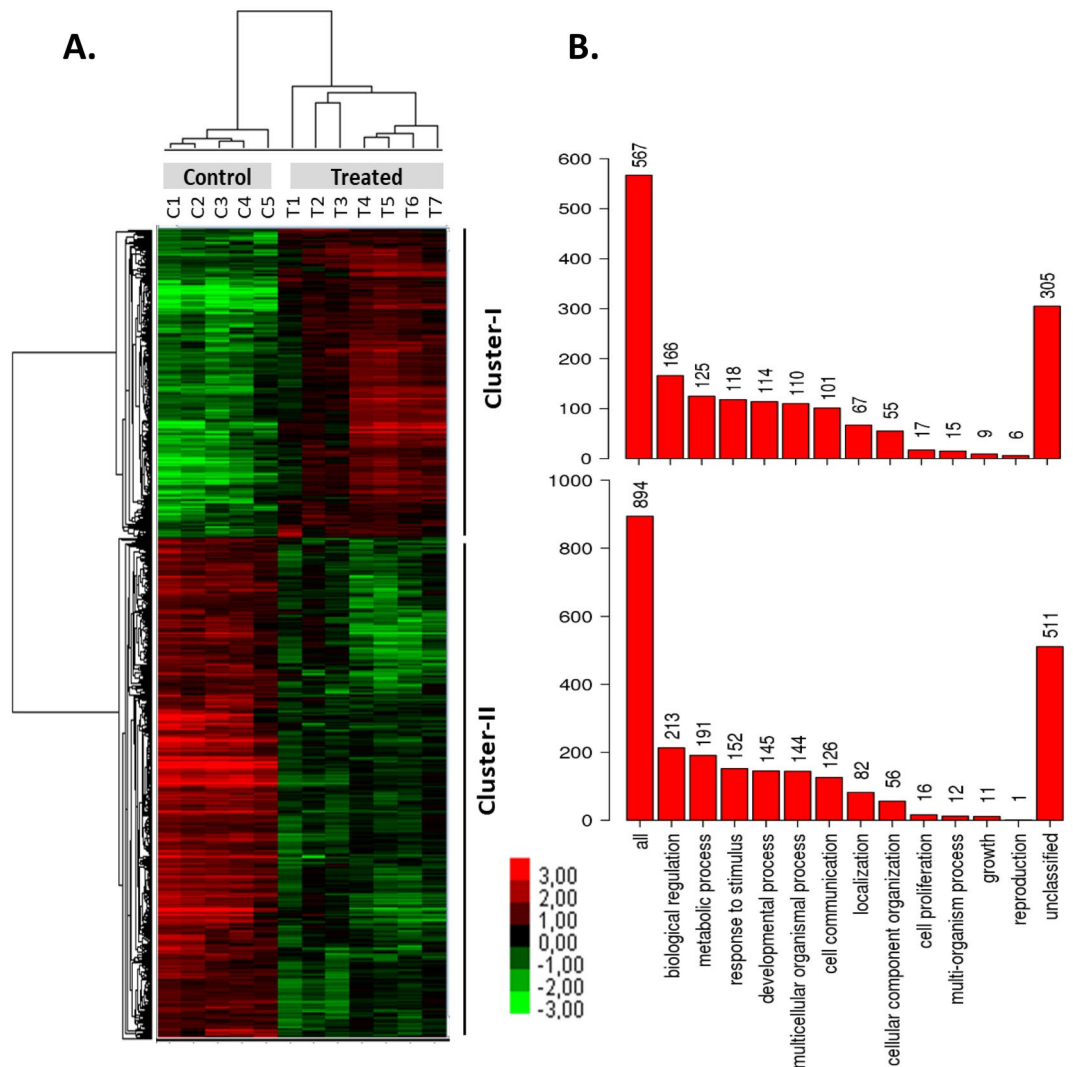 A.
Control
Treated
C1
C2
C3
C4
C5
T1
T2
T3
T4
T5
T6
T7
Cluster-I
Cluster-II
3,00
2,00
1,00
0,00
-1,00
-2,00
-3,00
B.
600
500
400
300
200
100
0
567
166
125
118
114
110
101
67
55
17
15
9
6
305
1000
800
600
400
200
0
894
213
191
152
145
144
126
82
56
16
12
11
1
511
all
biological regulation
metabolic process
response to stimulus
developmental process
multicellular organismal process
cell communication
localization
cellular component organization
cell proliferation
multi-organism process
growth
reproduction
unclassified